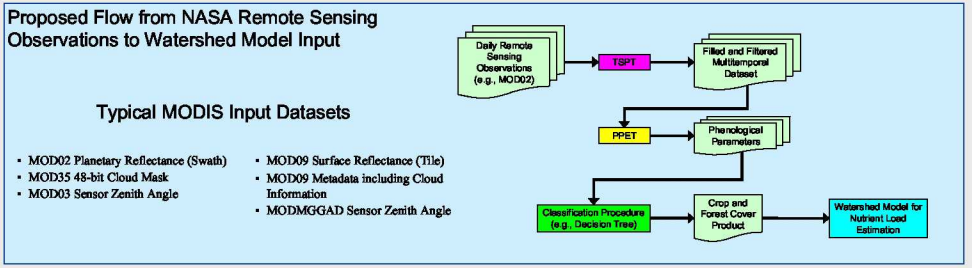 Proposed Flow from NASA Remote Sensing
Observations to Watershed Model Input
Typical MODIS Input Datasets
▪ MOD02 Planetary Reflectance (Swath)
▪ MOD35 48-bit Cloud Mask
▪ MOD03 Sensor Zenith Angle
▪ MOD09 Surface Reflectance (Tile)
▪ MOD09 Metadata including Cloud
Information
▪ MODMGGAD Sensor Zenith Angle
Daily Remote
Sensing
Observations
(e.g., MOD02)
TSPT
Filled and Filtered
Multitemporal
Dataset
PPET
Phenological
Parameters
Classification Procedure
(e.g., Decision Tree)
Crop and
Forest Cover
Product
Watershed Model for
Nutrient Load
Estimation